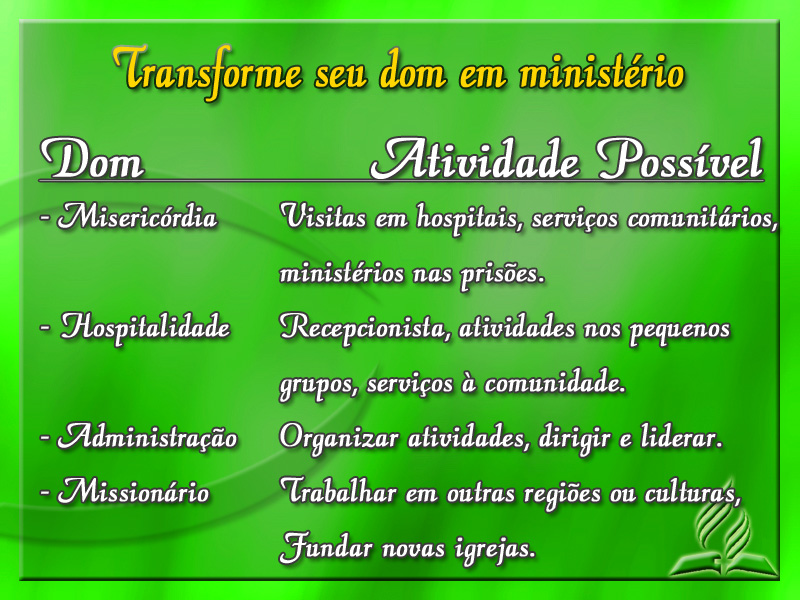 Transforme seu dom em ministério
Dom Atividade Possível
- Misericórdia Visitas em hospitais, serviços comunitários,
ministérios nas prisões.
- Hospitalidade Recepcionista, atividades nos pequenos
grupos, serviços à comunidade.
- Administração Organizar atividades, dirigir e liderar.
- Missionário Trabalhar em outras regiões ou culturas,
Fundar novas igrejas.